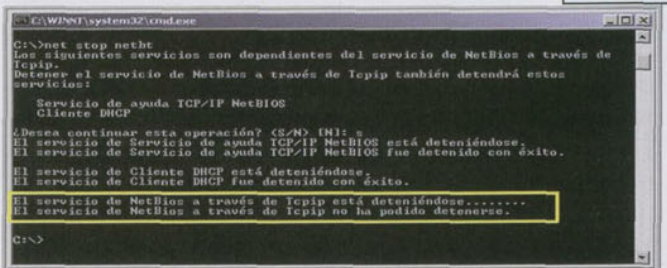 C:\WINNT\system32\cmd.exe
C:\>net stop netbt
Los siguientes servicios son dependientes del servicio de NetBios a través de
Tcpip.
Detener el servicio de NetBios a través de Tcpip también detendrá estos
servicios:
Servicio de ayuda TCP/IP NetBIOS
Cliente DHCP
¿Desea continuar esta operación? (S/N) [N]: s
El servicio de Servicio de ayuda TCP/IP NetBIOS está deteniéndose.
El servicio de Servicio de ayuda TCP/IP NetBIOS fue detenido con éxito.
El servicio de Cliente DHCP está deteniéndose.
El servicio de Cliente DHCP fue detenido con éxito.
El servicio de NetBios a través de Tcpip está deteniéndose........
El servicio de NetBios a través de Tcpip no ha podido detenerse.
C:\>